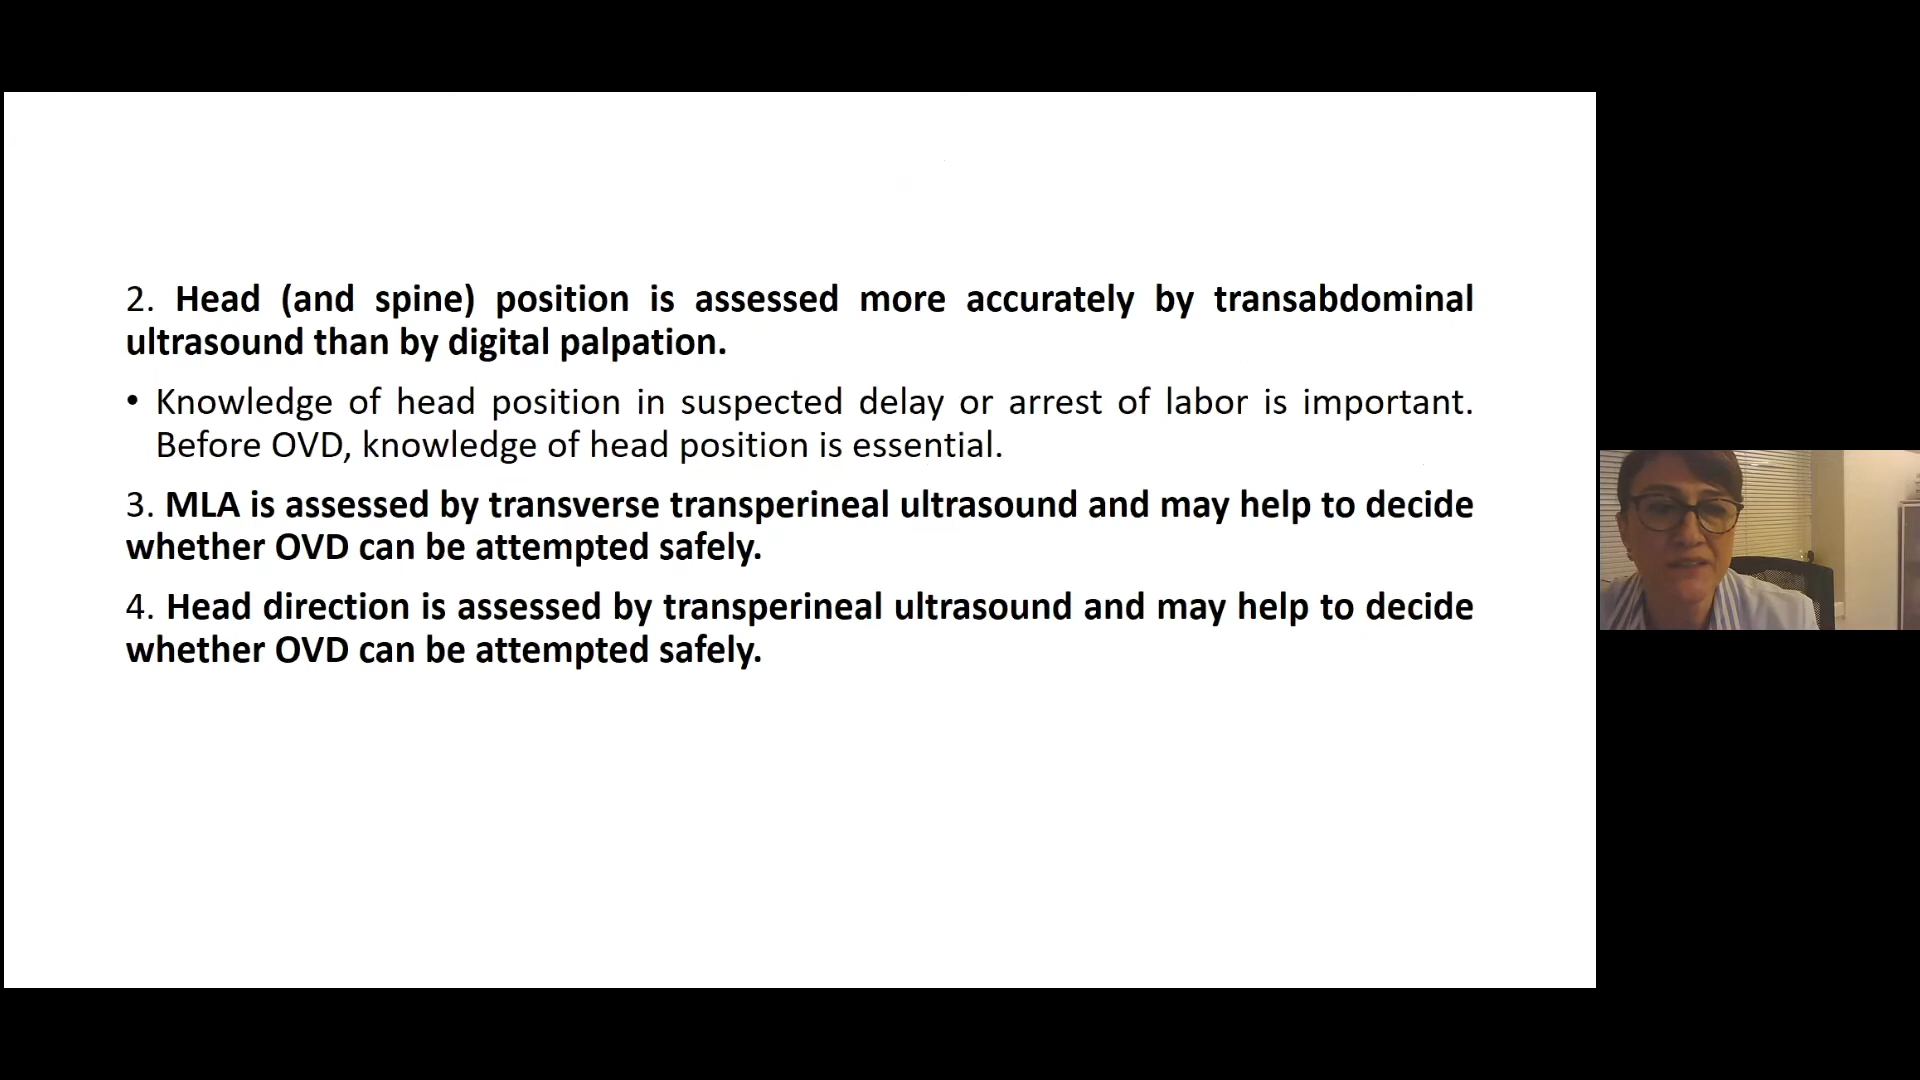 2. Head (and spine) position is assessed more accurately by transabdominal
ultrasound than by digital palpation.
• Knowledge of head position in suspected delay or arrest of labor is important.
Before OVD, knowledge of head position is essential.
3. MLA is assessed by transverse transperineal ultrasound and may help to decide
whether OVD can be attempted safely.
4. Head direction is assessed by transperineal ultrasound and may help to decide
whether OVD can be attempted safely.